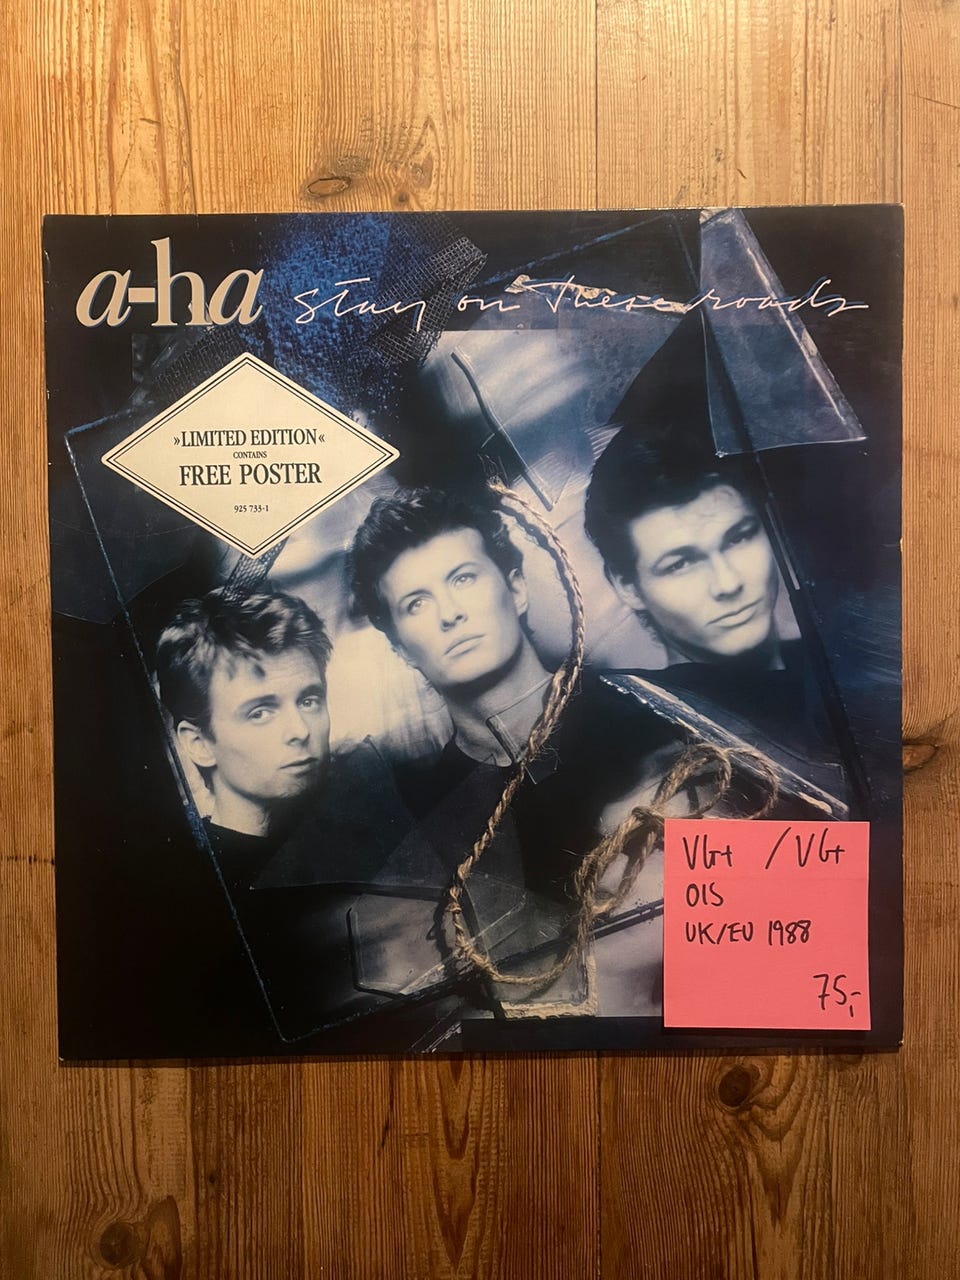 a-ha stay on these roads
»LIMITED EDITION«
CONTAINS
FREE POSTER
925 733-1
VG+ / VG+
OIS
UK/EU 1988
75,-